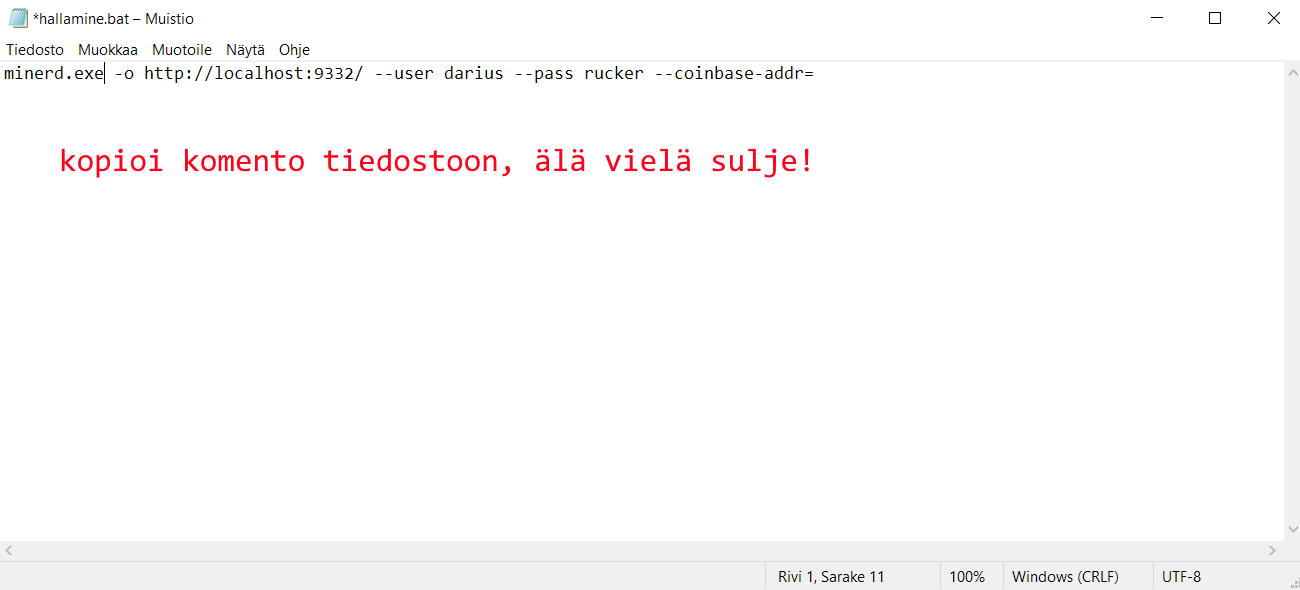 *hallamine.bat – Muistio
Tiedosto Muokkaa Muotoile Näytä Ohje
minerd.exe -o http://localhost:9332/ --user darius --pass rucker --coinbase-addr=
kopioi komento tiedostoon, älä vielä sulje!
Rivi 1, Sarake 11 100% Windows (CRLF) UTF-8